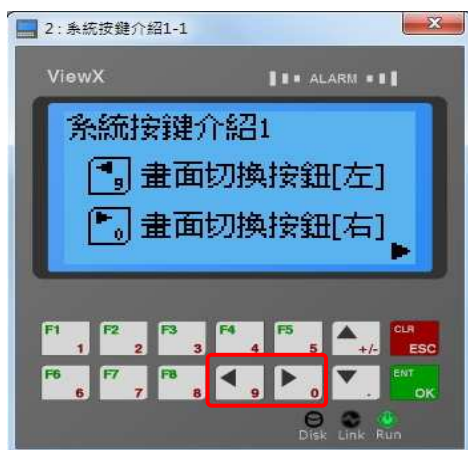 2 : 系統按鍵介紹1-1
ViewX
ALARM
系統按鍵介紹1
9 畫面切換按鈕[左]
0 畫面切換按鈕[右]
F1 1 F2 2 F3 3 F4 4 F5 5 +/- CLR ESC
F6 6 F7 7 F8 8 9 0 . ENT OK
Disk Link Run